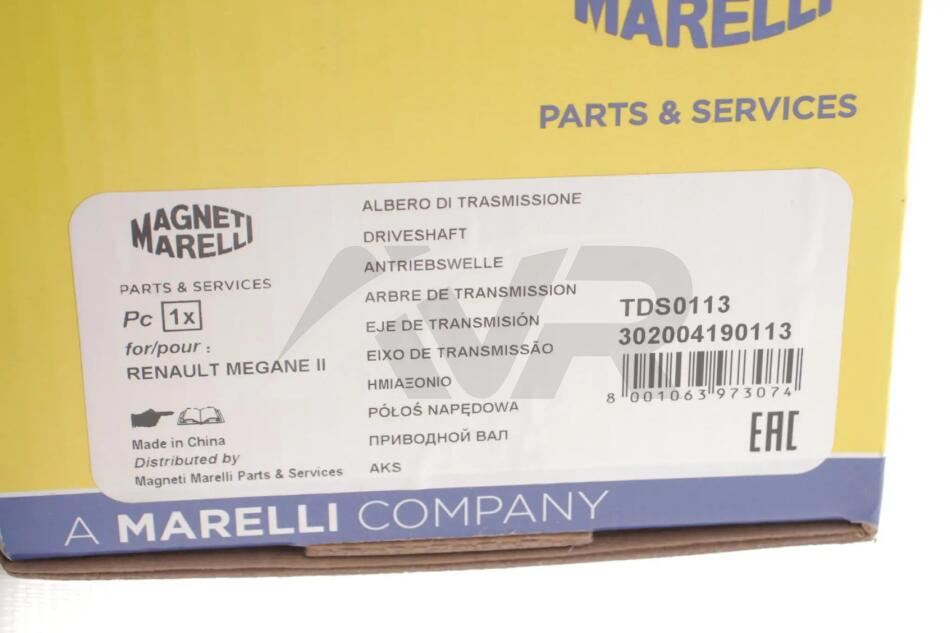 MARELLI
PARTS & SERVICES
MAGNETI
MARELLI
PARTS & SERVICES
Pc 1x
for/pour :
RENAULT MEGANE II
Made in China
Distributed by
Magneti Marelli Parts & Services
ALBERO DI TRASMISSIONE
DRIVESHAFT
ANTRIEBSWELLE
ARBRE DE TRANSMISSION
EJE DE TRANSMISIÓN
EIXO DE TRANSMISSÃO
ΗΜΙΑΞΟΝΙΟ
PÓŁOŚ NAPĘDOWA
ПРИВОДНОЙ ВАЛ
AKS
TDS0113
302004190113
8 001063 973074
EAC
VR
A MARELLI COMPANY